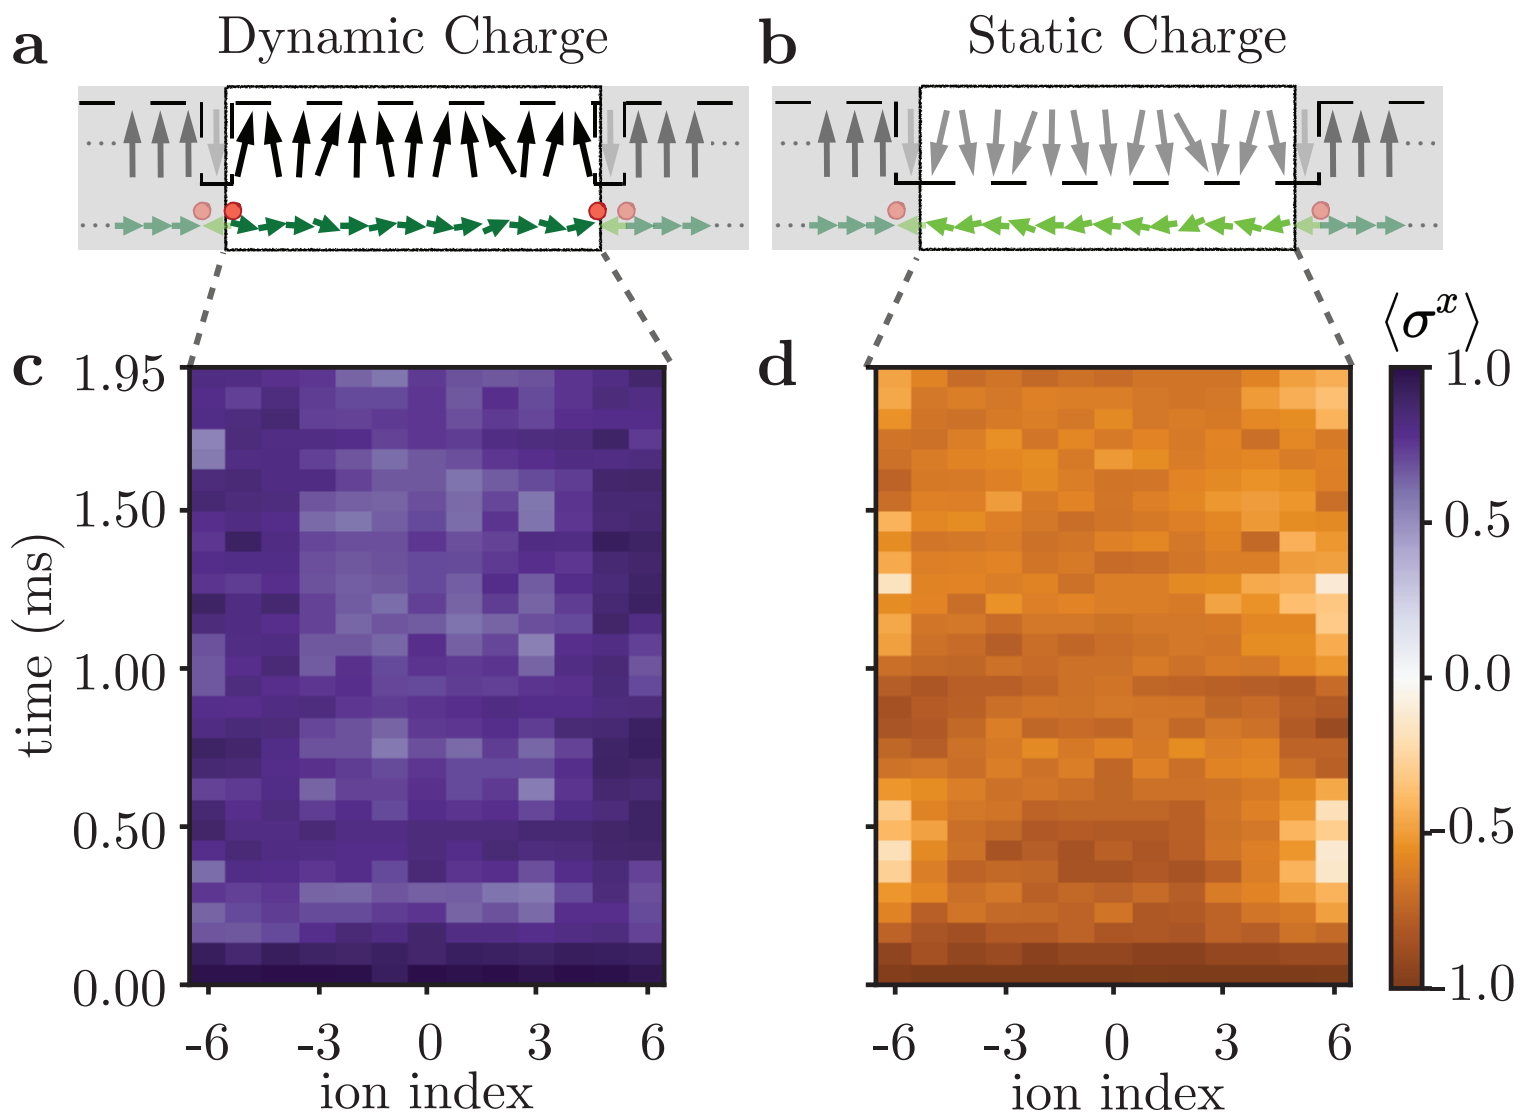 a Dynamic Charge
b Static Charge
⟨σˣ⟩
c
1.95
1.50
1.00
0.50
0.00
time (ms)
-6 -3 0 3 6
ion index
d
-6 -3 0 3 6
ion index
1.0
0.5
0.0
-0.5
-1.0